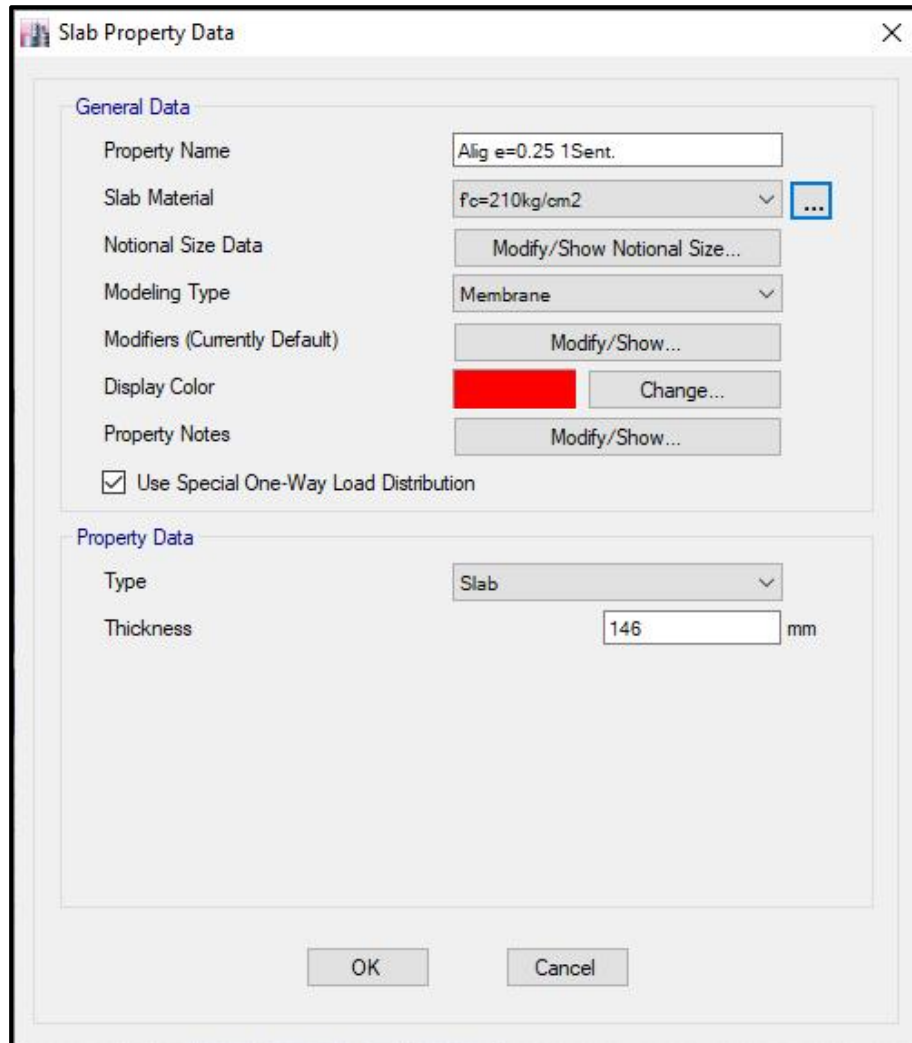 Slab Property Data
General Data
Property Name Alig e=0.25 1Sent.
Slab Material f'c=210kg/cm2 ...
Notional Size Data Modify/Show Notional Size...
Modeling Type Membrane
Modifiers (Currently Default) Modify/Show...
Display Color Change...
Property Notes Modify/Show...
Use Special One-Way Load Distribution
Property Data
Type Slab
Thickness 146 mm
OK Cancel